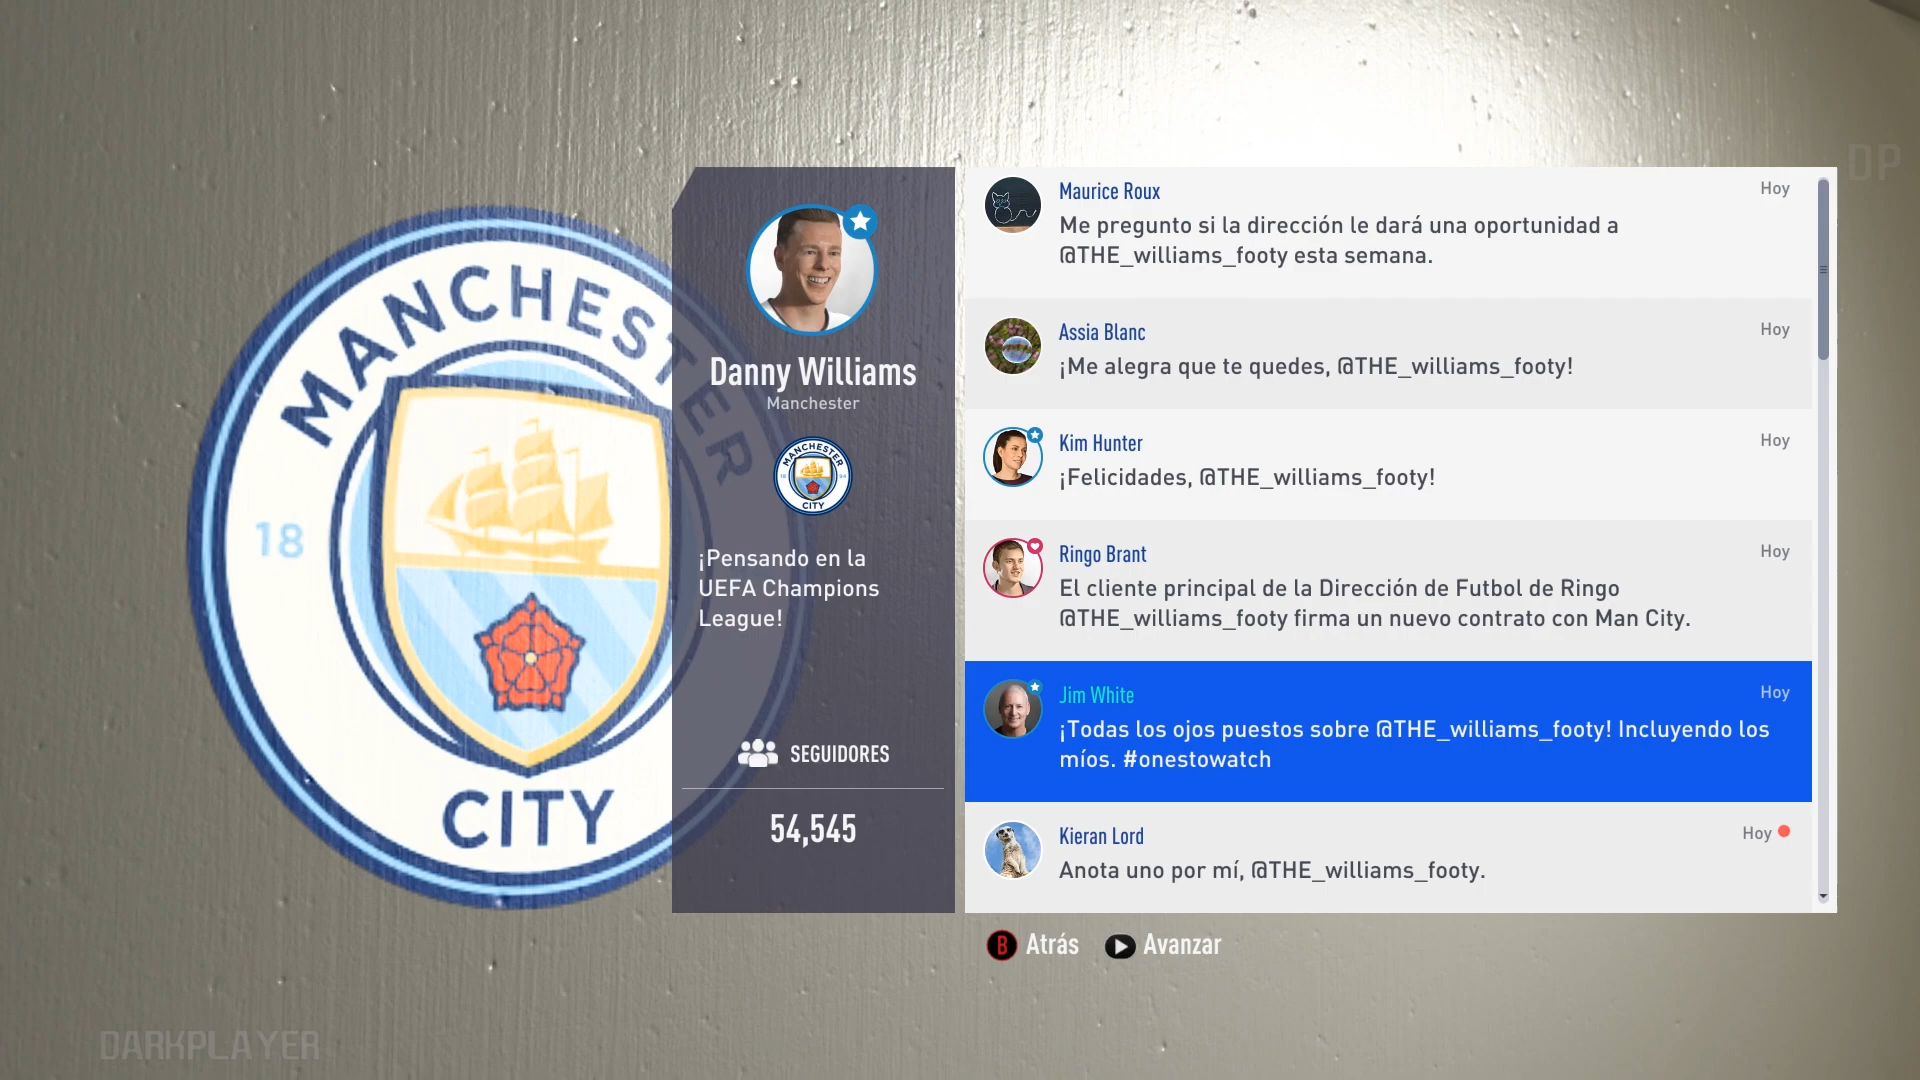 DP
MANCHESTER
18
CITY
Danny Williams
Manchester
MANCHESTER
18 94
CITY
¡Pensando en la
UEFA Champions
League!
SEGUIDORES
54,545
Maurice Roux
Hoy
Me pregunto si la dirección le dará una oportunidad a
@THE_williams_footy esta semana.
Assia Blanc
Hoy
¡Me alegra que te quedes, @THE_williams_footy!
Kim Hunter
Hoy
¡Felicidades, @THE_williams_footy!
Ringo Brant
Hoy
El cliente principal de la Dirección de Futbol de Ringo
@THE_williams_footy firma un nuevo contrato con Man City.
Jim White
Hoy
¡Todas los ojos puestos sobre @THE_williams_footy! Incluyendo los
míos. #onestowatch
Kieran Lord
Hoy
Anota uno por mí, @THE_williams_footy.
B Atrás Avanzar
DARKPLAYER